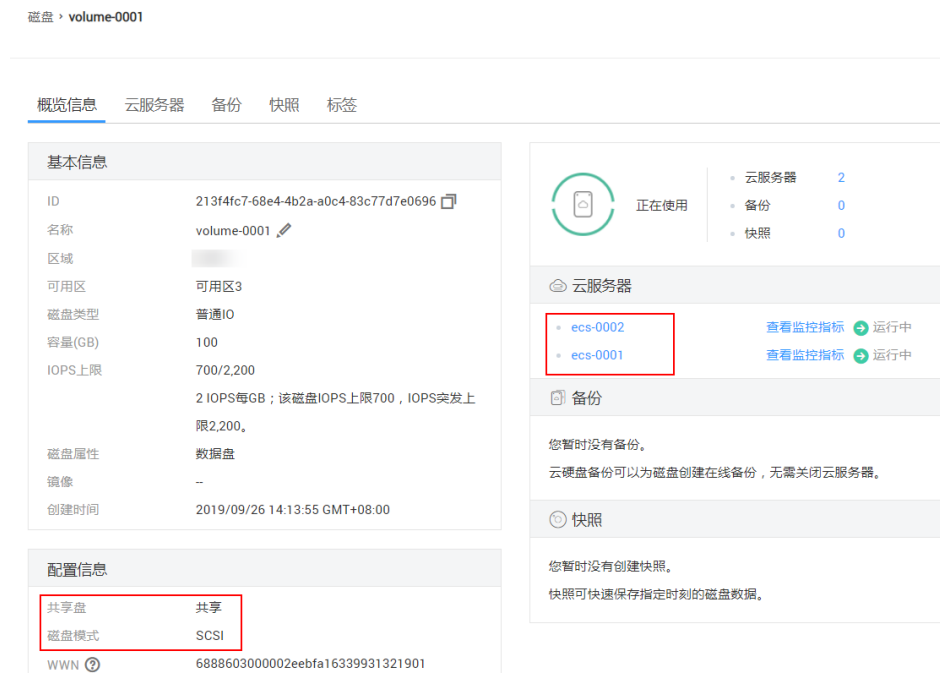 磁盘 › volume-0001
概览信息 云服务器 备份 快照 标签
基本信息
ID 213f4fc7-68e4-4b2a-a0c4-83c77d7e0696
名称 volume-0001
区域
可用区 可用区3
磁盘类型 普通IO
容量(GB) 100
IOPS上限 700/2,200
2 IOPS每GB；该磁盘IOPS上限700，IOPS突发上
限2,200。
磁盘属性 数据盘
镜像 --
创建时间 2019/09/26 14:13:55 GMT+08:00
配置信息
共享盘 共享
磁盘模式 SCSI
WWN ? 6888603000002eebfa16339931321901
正在使用
云服务器 2
备份 0
快照 0
云服务器
ecs-0002 查看监控指标 运行中
ecs-0001 查看监控指标 运行中
备份
您暂时没有备份。
云硬盘备份可以为磁盘创建在线备份，无需关闭云服务器。
快照
您暂时没有创建快照。
快照可快速保存指定时刻的磁盘数据。